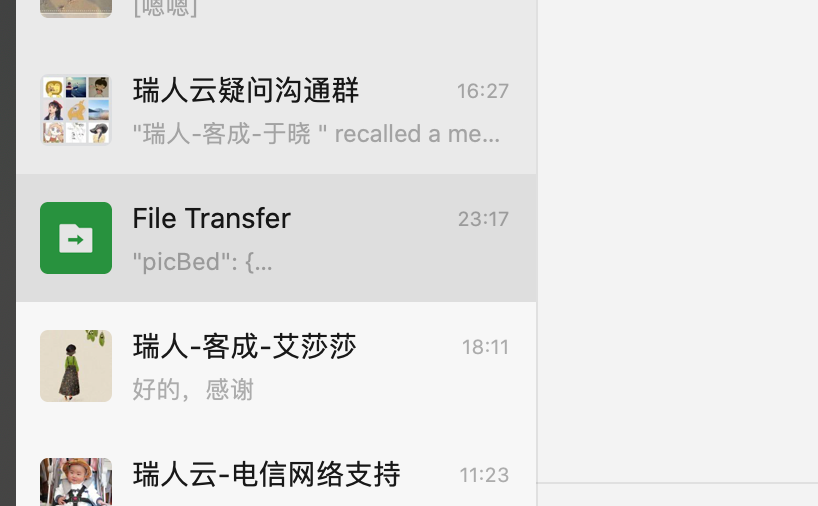 [嗯嗯]
瑞人云疑问沟通群
16:27
"瑞人-客成-于晓 " recalled a me...
File Transfer
23:17
"picBed": {...
瑞人-客成-艾莎莎
18:11
好的，感谢
瑞人云-电信网络支持
11:23